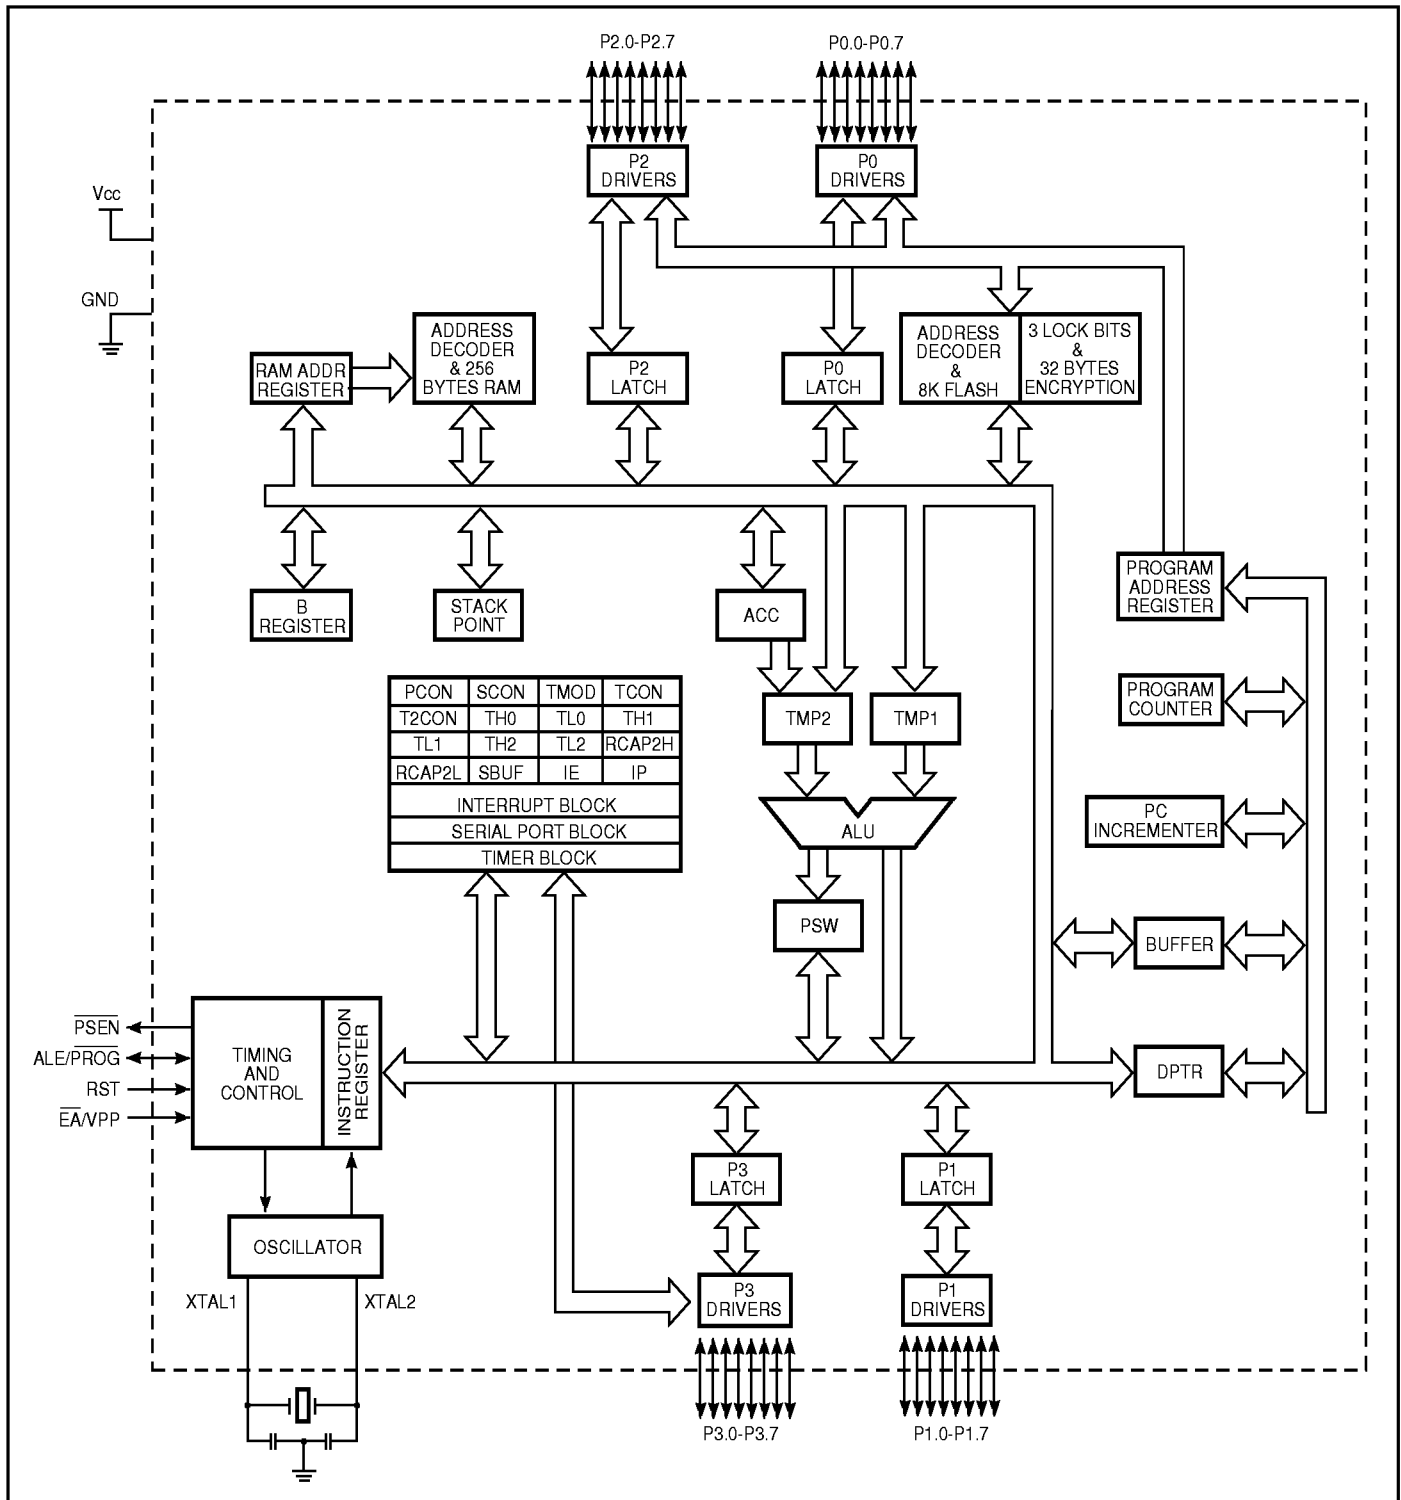 P2.0-P2.7
P0.0-P0.7
P2
DRIVERS
P0
DRIVERS
Vcc
GND
RAM ADDR
REGISTER
ADDRESS
DECODER
& 256
BYTES RAM
P2
LATCH
P0
LATCH
ADDRESS
DECODER
&
8K FLASH
3 LOCK BITS
&
32 BYTES
ENCRYPTION
B
REGISTER
STACK
POINT
ACC
PROGRAM
ADDRESS
REGISTER
PCON SCON TMOD TCON
T2CON TH0 TL0 TH1
TL1 TH2 TL2 RCAP2H
RCAP2L SBUF IE IP
INTERRUPT BLOCK
SERIAL PORT BLOCK
TIMER BLOCK
TMP2
TMP1
PROGRAM
COUNTER
ALU
PC
INCREMENTER
PSW
BUFFER
PSEN
ALE/PROG
RST
EA/VPP
TIMING
AND
CONTROL
INSTRUCTION
REGISTER
DPTR
P3
LATCH
P1
LATCH
OSCILLATOR
XTAL1
XTAL2
P3
DRIVERS
P1
DRIVERS
P3.0-P3.7
P1.0-P1.7